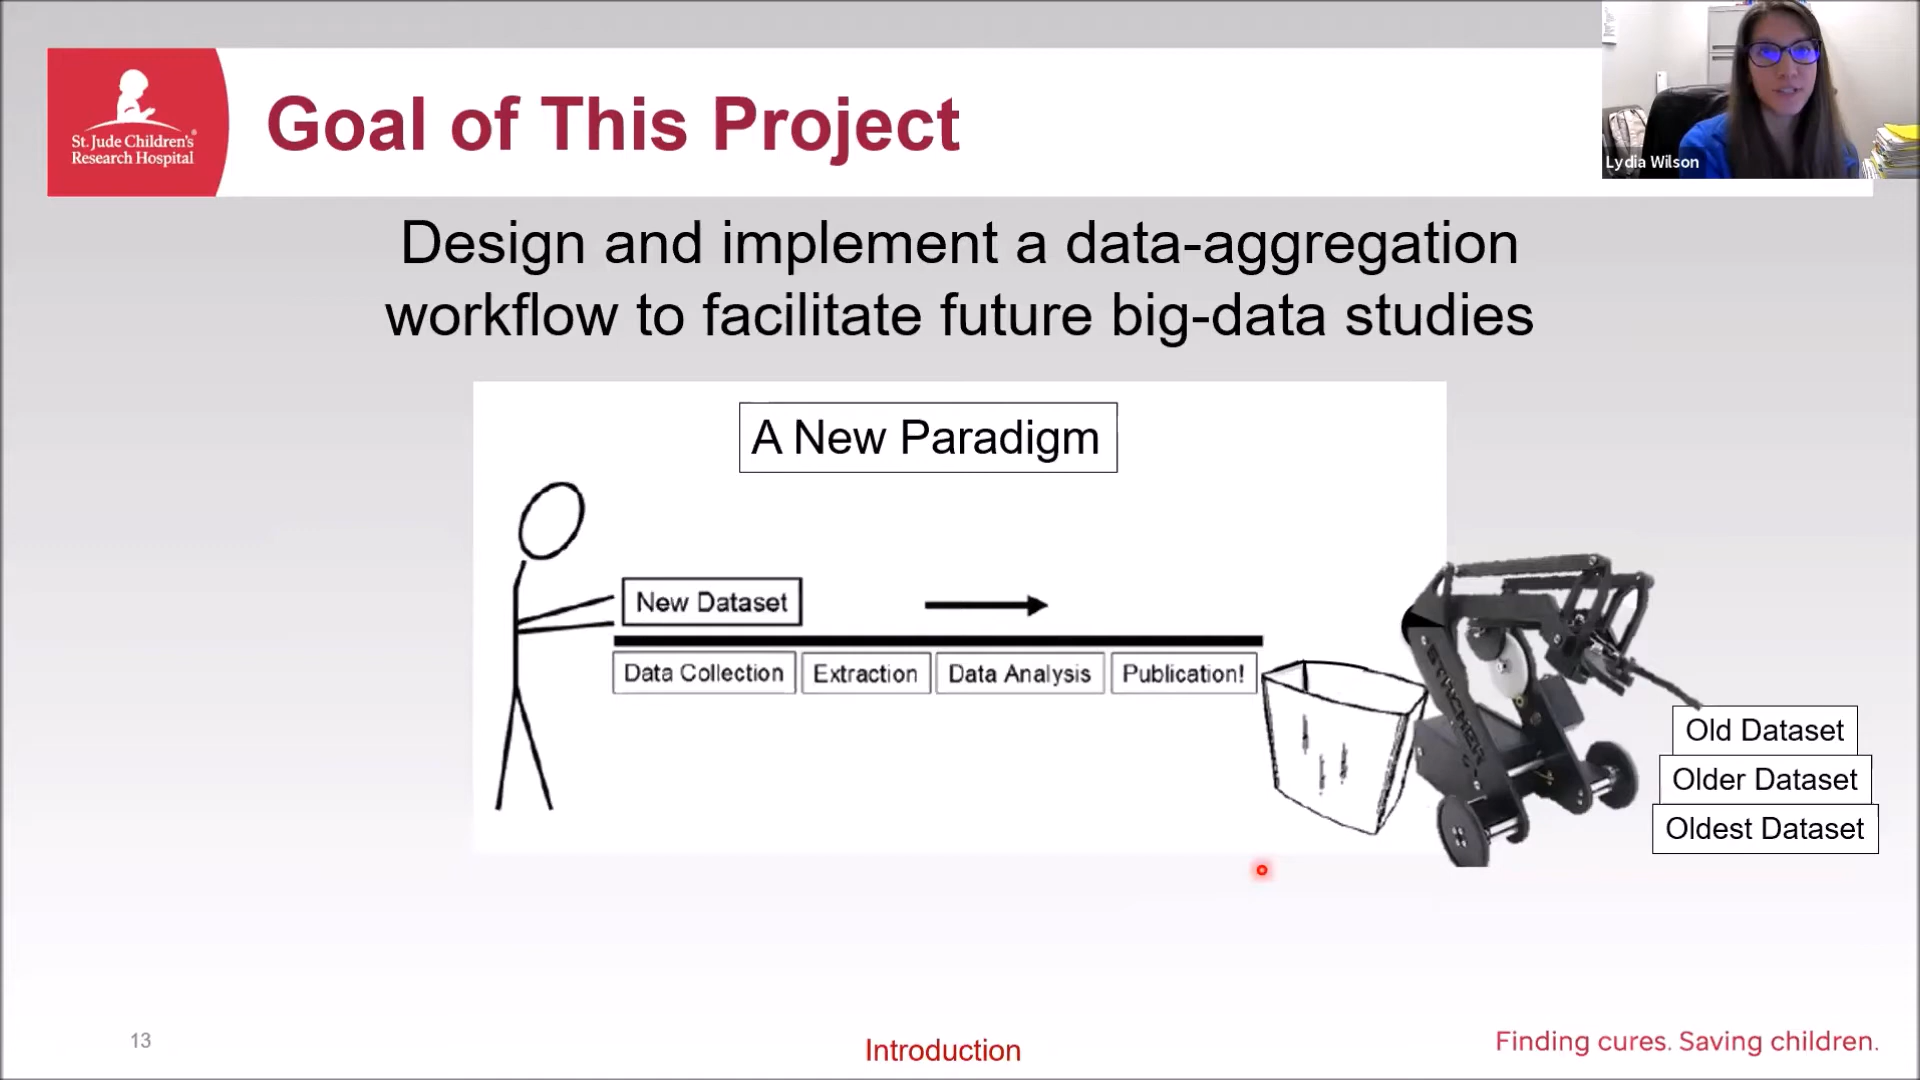 St. Jude Children's
Research Hospital
Goal of This Project
Lydia Wilson
Design and implement a data-aggregation
workflow to facilitate future big-data studies
A New Paradigm
New Dataset
Data Collection
Extraction
Data Analysis
Publication!
Old Dataset
Older Dataset
Oldest Dataset
13
Introduction
Finding cures. Saving children.